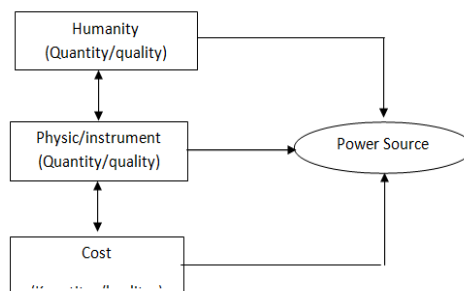 Humanity
(Quantity/quality)
Physic/instrument
(Quantity/quality)
Power Source
Cost